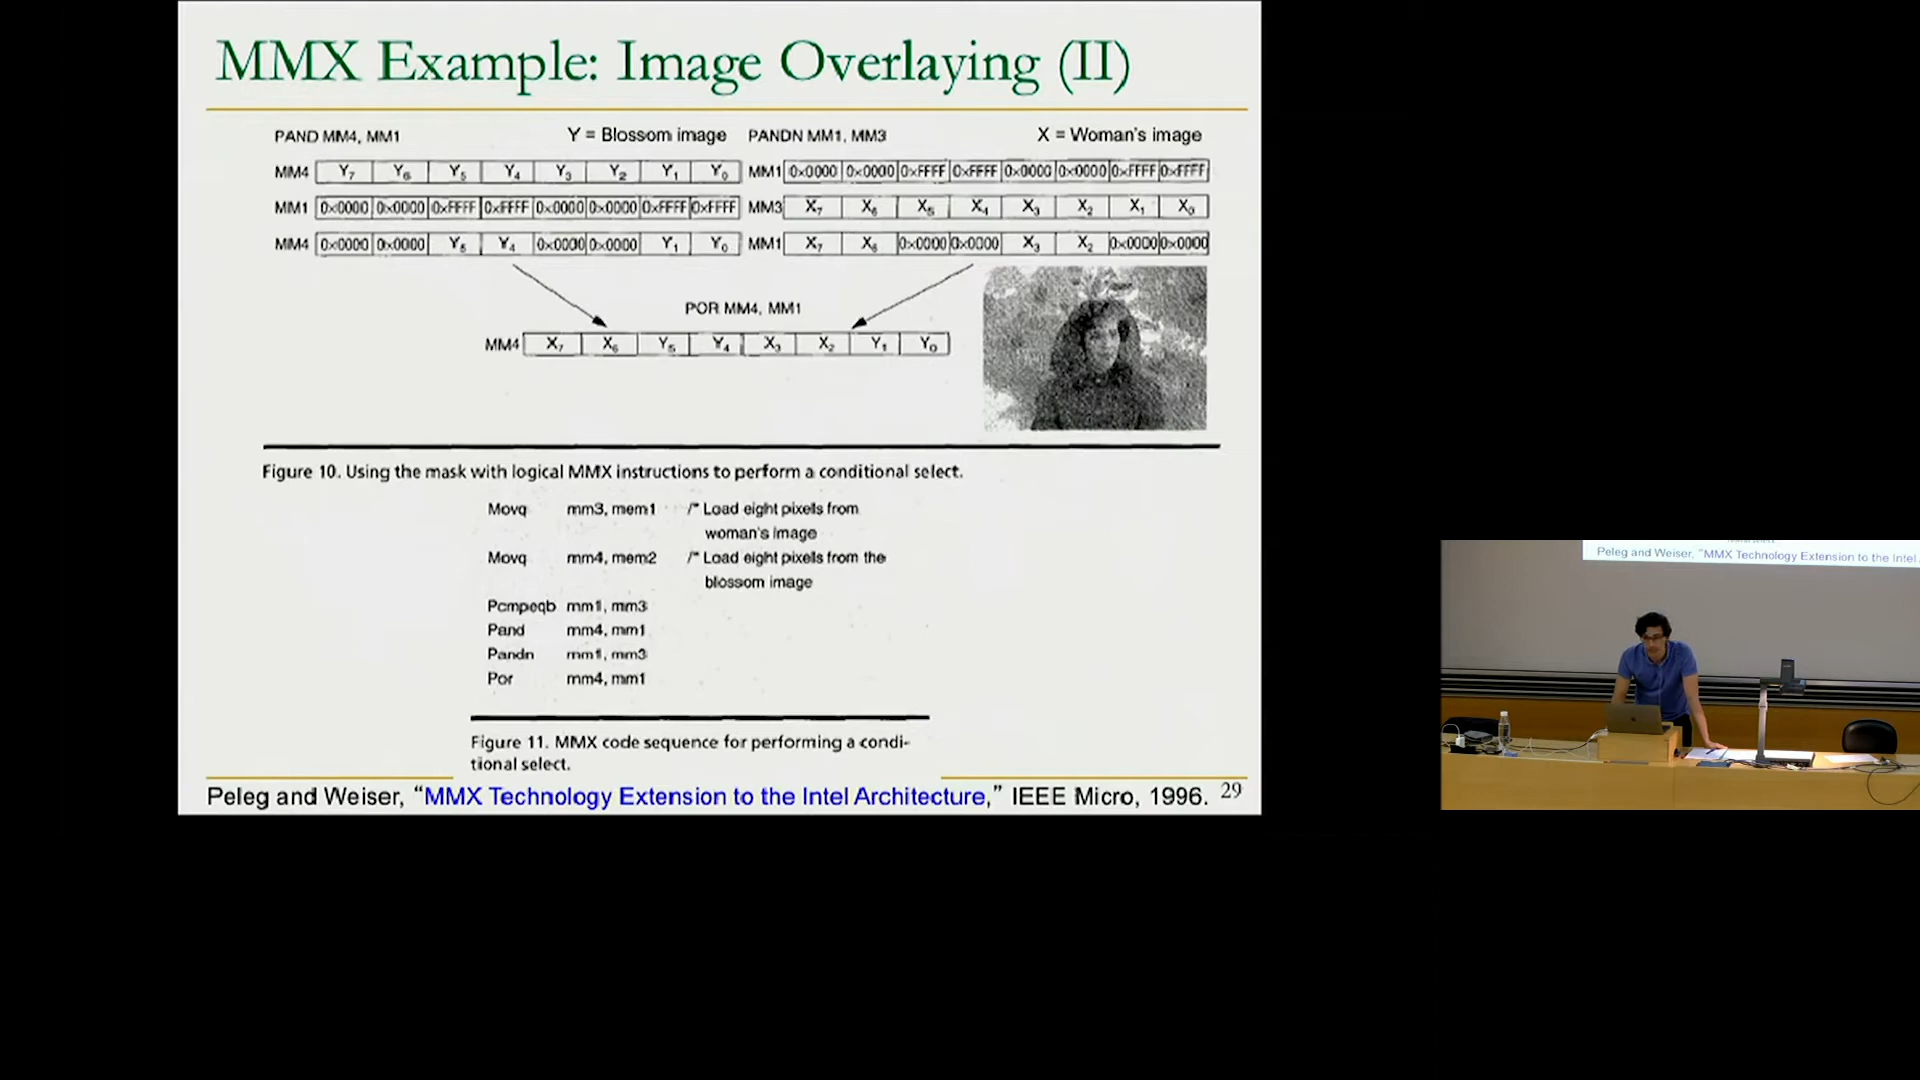 MMX Example: Image Overlaying (II)
PAND MM4, MM1 Y = Blossom image PANDN MM1, MM3 X = Woman's image
MM4 Y7 Y6 Y5 Y4 Y3 Y2 Y1 Y0 MM1 0x0000 0x0000 0xFFFF 0xFFFF 0x0000 0x0000 0xFFFF 0xFFFF
MM1 0x0000 0x0000 0xFFFF 0xFFFF 0x0000 0x0000 0xFFFF 0xFFFF MM3 X7 X6 X5 X4 X3 X2 X1 X0
MM4 0x0000 0x0000 Y5 Y4 0x0000 0x0000 Y1 Y0 MM1 X7 X6 0x0000 0x0000 X3 X2 0x0000 0x0000
POR MM4, MM1
MM4 X7 X6 Y5 Y4 X3 X2 Y1 Y0
Figure 10. Using the mask with logical MMX instructions to perform a conditional select.
Movq mm3, mem1 /* Load eight pixels from
woman's image
Movq mm4, mem2 /* Load eight pixels from the
blossom image
Pcmpeqb mm1, mm3
Pand mm4, mm1
Pandn mm1, mm3
Por mm4, mm1
Figure 11. MMX code sequence for performing a condi-
tional select.
Peleg and Weiser, “MMX Technology Extension to the Intel Architecture,” IEEE Micro, 1996. 29
Peleg and Weiser, “MMX Technology Extension to the Intel